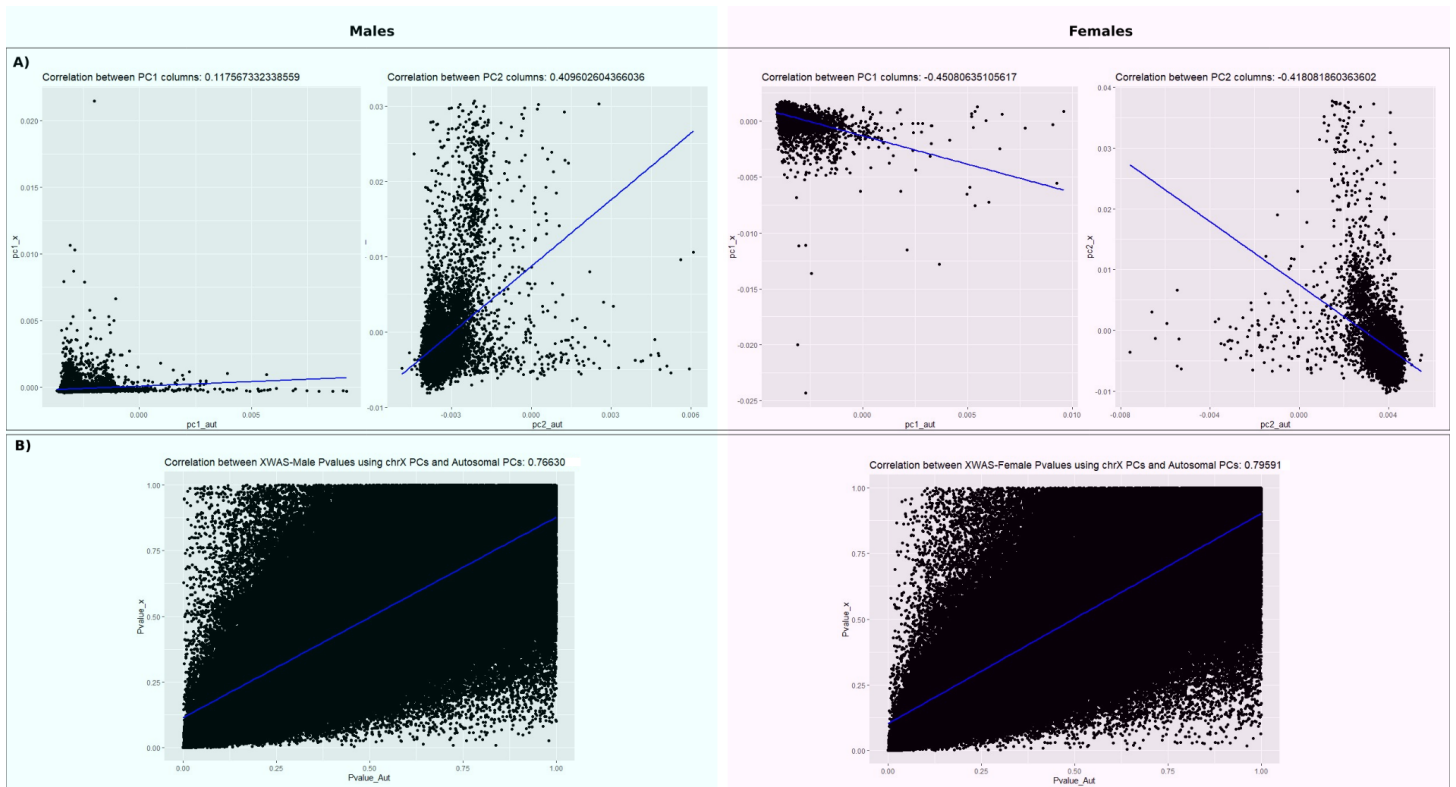 Males
Females
A)
Correlation between PC1 columns: 0.117567332338559
Correlation between PC2 columns: 0.409602604366036
Correlation between PC1 columns: -0.45080635105617
Correlation between PC2 columns: -0.418081860363602
pc1_x
0.020
0.015
0.010
0.005
0.000
0.000
0.005
pc1_aut
0.03
0.02
0.01
0.00
-0.01
-0.003
0.000
0.003
0.006
pc2_aut
pc1_x
0.000
-0.005
-0.010
-0.015
-0.020
-0.025
0.000
0.005
0.010
pc1_aut
pc2_x
0.04
0.03
0.02
0.01
0.00
-0.01
-0.008
-0.004
0.000
0.004
pc2_aut
B)
Correlation between XWAS-Male Pvalues using chrX PCs and Autosomal PCs: 0.76630
Pvalue_x
1.00
0.75
0.50
0.25
0.00
0.00
0.25
0.50
0.75
1.00
Pvalue_Aut
Correlation between XWAS-Female Pvalues using chrX PCs and Autosomal PCs: 0.79591
Pvalue_x
1.00
0.75
0.50
0.25
0.00
0.00
0.25
0.50
0.75
1.00
Pvalue_Aut